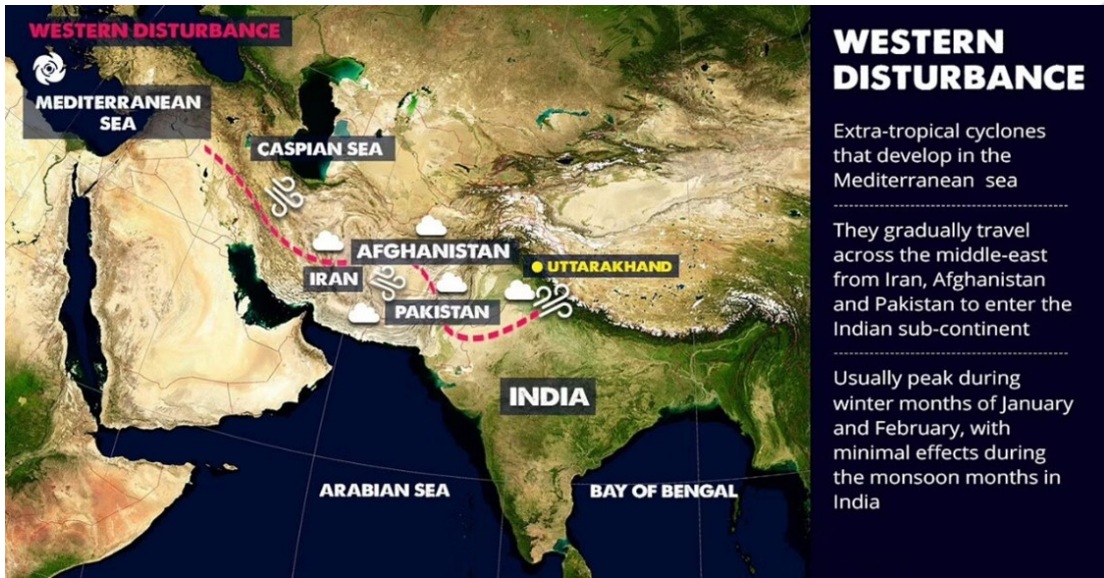 WESTERN DISTURBANCE
MEDITERRANEAN
SEA
CASPIAN SEA
AFGHANISTAN
IRAN
UTTARAKHAND
PAKISTAN
INDIA
ARABIAN SEA
BAY OF BENGAL
WESTERN
DISTURBANCE
Extra-tropical cyclones
that develop in the
Mediterranean sea
They gradually travel
across the middle-east
from Iran, Afghanistan
and Pakistan to enter the
Indian sub-continent
Usually peak during
winter months of January
and February, with
minimal effects during
the monsoon months in
India